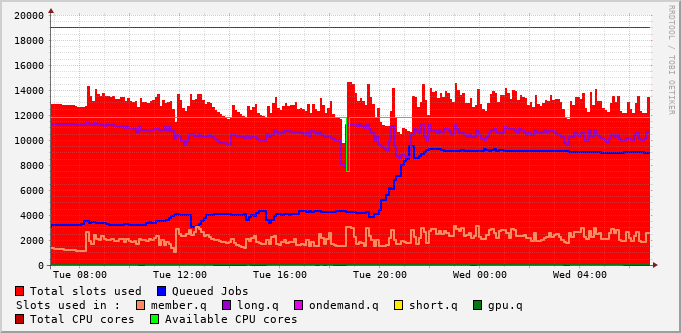 20000
18000
16000
14000
12000
10000
8000
6000
4000
2000
0
Tue 08:00 Tue 12:00 Tue 16:00 Tue 20:00 Wed 00:00 Wed 04:00
Total slots used Queued Jobs
Slots used in : member.q long.q ondemand.q short.q gpu.q
Total CPU cores Available CPU cores
RRDTOOL / TOBI OETIKER